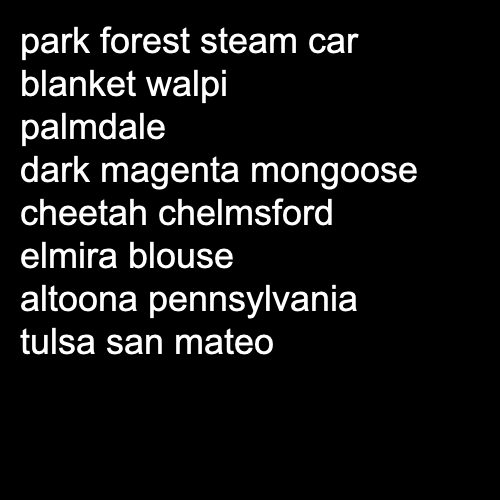 park forest steam car
blanket walpi
palmdale
dark magenta mongoose
cheetah chelmsford
elmira blouse
altoona pennsylvania
tulsa san mateo